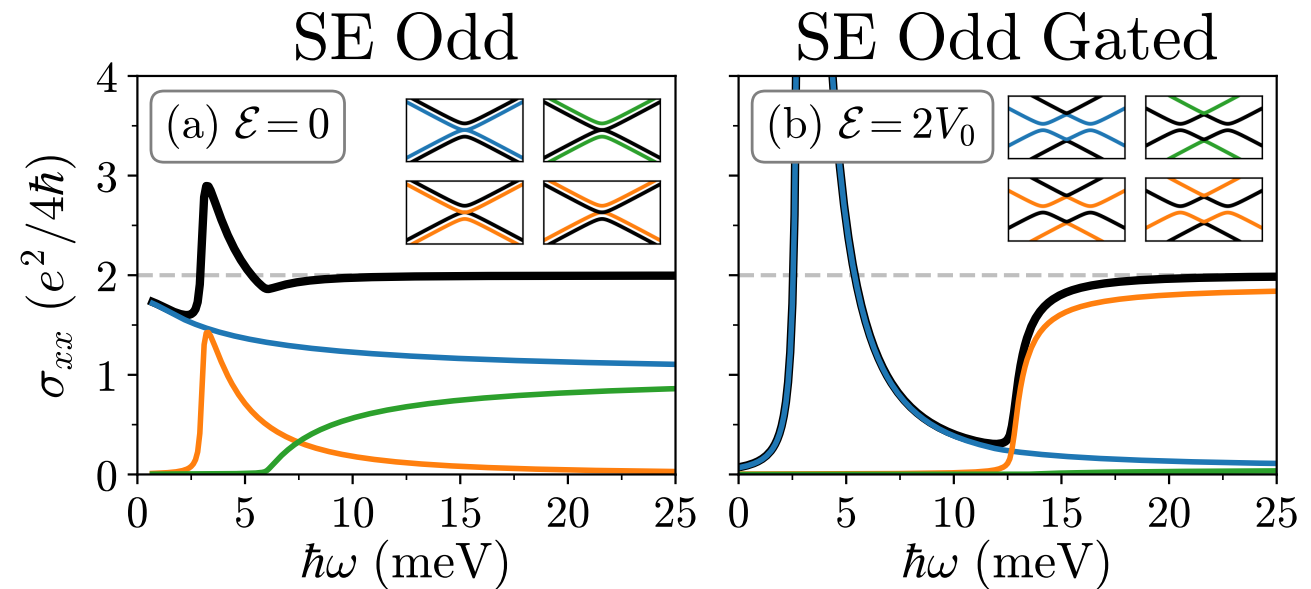 SE Odd
SE Odd Gated
(a) ℰ = 0
(b) ℰ = 2V₀
σₓₓ (e²/4ℏ)
4
3
2
1
0
0 5 10 15 20 25
0 5 10 15 20 25
ℏω (meV)
ℏω (meV)